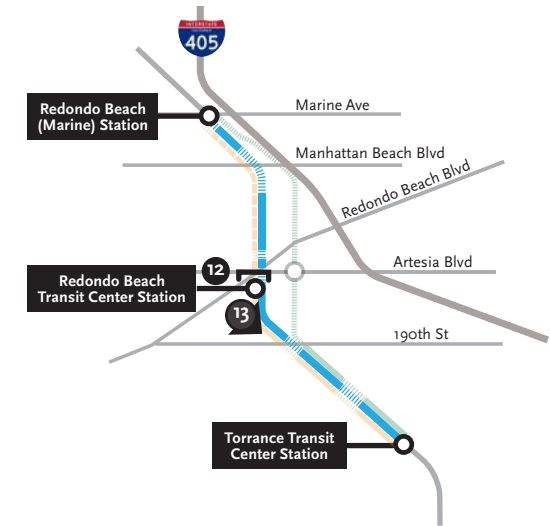 INTERSTATE
405
Redondo Beach
(Marine) Station
Marine Ave
Manhattan Beach Blvd
Redondo Beach Blvd
12
Artesia Blvd
Redondo Beach
Transit Center Station
13
190th St
Torrance Transit
Center Station